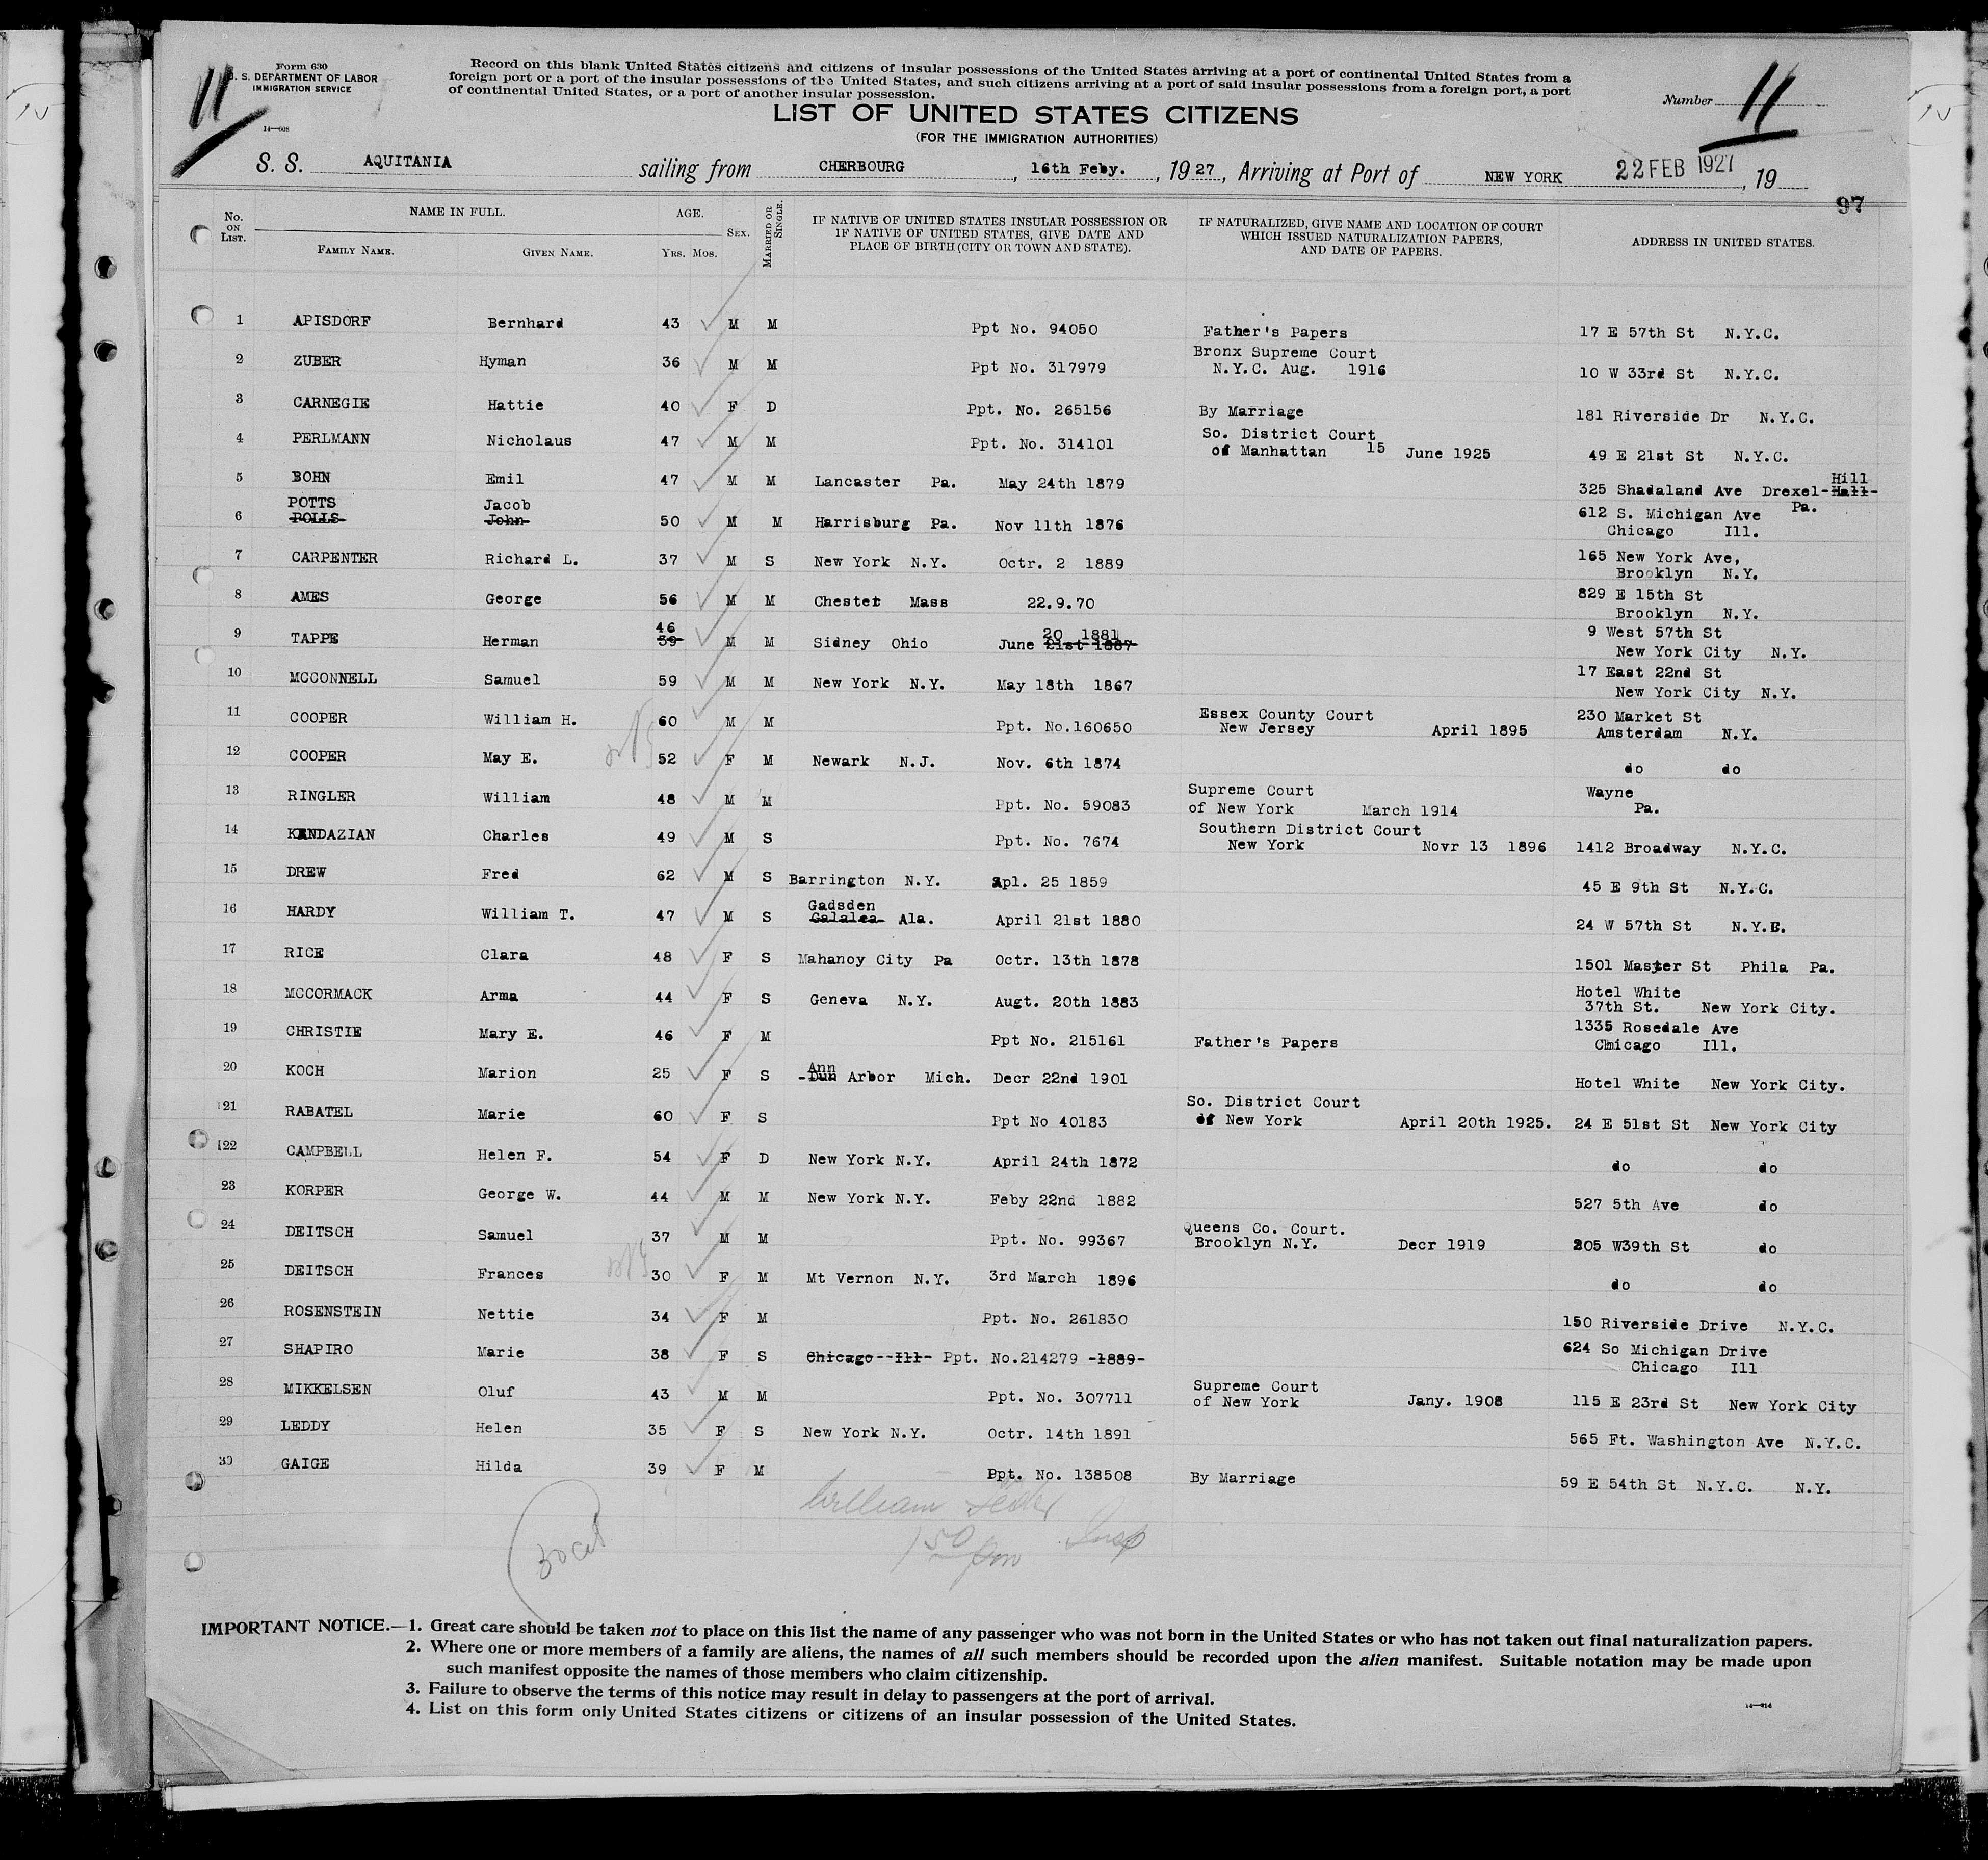 Form 630
U. S. DEPARTMENT OF LABOR
IMMIGRATION SERVICE
14—608
11
Record on this blank United States citizens and citizens of insular possessions of the United States arriving at a port of continental United States from a
foreign port or a port of the insular possessions of the United States, and such citizens arriving at a port of said insular possessions from a foreign port, a port
of continental United States, or a port of another insular possession.
LIST OF UNITED STATES CITIZENS
(FOR THE IMMIGRATION AUTHORITIES)
Number 11
S. S. AQUITANIA sailing from CHERBOURG, 16th Feby., 1927, Arriving at Port of NEW YORK 22 FEB 1927, 19
97
No. ON LIST. NAME IN FULL. FAMILY NAME. GIVEN NAME. AGE. YRS. MOS. SEX. MARRIED OR SINGLE. IF NATIVE OF UNITED STATES INSULAR POSSESSION OR IF NATIVE OF UNITED STATES, GIVE DATE AND PLACE OF BIRTH (CITY OR TOWN AND STATE). IF NATURALIZED, GIVE NAME AND LOCATION OF COURT WHICH ISSUED NATURALIZATION PAPERS, AND DATE OF PAPERS. ADDRESS IN UNITED STATES.
1 APISDORF Bernhard 43 M M Ppt No. 94050 Father's Papers 17 E 57th St N.Y.C.
2 ZUBER Hyman 36 M M Ppt No. 317979 Bronx Supreme Court N.Y.C. Aug. 1916 10 W 33rd St N.Y.C.
3 CARNEGIE Hattie 40 F D Ppt. No. 265156 By Marriage 181 Riverside Dr N.Y.C.
4 PERLMANN Nicholaus 47 M M Ppt. No. 314101 So. District Court of Manhattan 15 June 1925 49 E 21st St N.Y.C.
5 BOHN Emil 47 M M Lancaster Pa. May 24th 1879 325 Shadaland Ave Drexel-Hall- Hill Pa.
6 POTTS POLLS Jacob John 50 M M Harrisburg Pa. Nov 11th 1876 612 S. Michigan Ave Chicago Ill.
7 CARPENTER Richard L. 37 M S New York N.Y. Octr. 2 1889 165 New York Ave, Brooklyn N.Y.
8 AMES George 56 M M Chester Mass 22.9.70 829 E 15th St Brooklyn N.Y.
9 TAPPE Herman 46 39 M M Sidney Ohio June 20 1881 21st 1887 9 West 57th St New York City N.Y.
10 MCCONNELL Samuel 59 M M New York N.Y. May 18th 1867 17 East 22nd St New York City N.Y.
11 COOPER William H. 60 M M Ppt. No.160650 Essex County Court New Jersey April 1895 230 Market St Amsterdam N.Y.
12 COOPER May E. 52 F M Newark N.J. Nov. 6th 1874 do do
13 RINGLER William 48 M M Ppt. No. 59083 Supreme Court of New York March 1914 Wayne Pa.
14 KANDAZIAN Charles 49 M S Ppt. No. 7674 Southern District Court New York Novr 13 1896 1412 Broadway N.Y.C.
15 DREW Fred 62 M S Barrington N.Y. Apl. 25 1859 45 E 9th St N.Y.C.
16 HARDY William T. 47 M S Gadsden Galalea Ala. April 21st 1880 24 W 57th St N.Y.C.
17 RICE Clara 48 F S Mahanoy City Pa Octr. 13th 1878 1501 Master St Phila Pa.
18 MCCORMACK Arma 44 F S Geneva N.Y. Augt. 20th 1883 Hotel White 37th St. New York City.
19 CHRISTIE Mary E. 46 F M Ppt No. 215161 Father's Papers 1335 Rosedale Ave Chicago Ill.
20 KOCH Marion 25 F S Ann -Dun Arbor Mich. Decr 22nd 1901 Hotel White New York City.
21 RABATEL Marie 60 F S Ppt No 40183 So. District Court of New York April 20th 1925. 24 E 51st St New York City
22 CAMPBELL Helen F. 54 F D New York N.Y. April 24th 1872 do do
23 KORPER George W. 44 M M New York N.Y. Feby 22nd 1882 527 5th Ave do
24 DEITSCH Samuel 37 M M Ppt. No. 99367 Queens Co. Court. Brooklyn N.Y. Decr 1919 205 W39th St do
25 DEITSCH Frances 30 F M Mt Vernon N.Y. 3rd March 1896 do do
26 ROSENSTEIN Nettie 34 F M Ppt. No. 261830 150 Riverside Drive N.Y.C.
27 SHAPIRO Marie 38 F S Chicago--Ill- Ppt. No.214279 -1889- 624 So Michigan Drive Chicago Ill
28 MIKKELSEN Oluf 43 M M Ppt. No. 307711 Supreme Court of New York Jany. 1908 115 E 23rd St New York City
29 LEDDY Helen 35 F S New York N.Y. Octr. 14th 1891 565 Ft. Washington Ave N.Y.C.
30 GAIGE Hilda 39 F M Ppt. No. 138508 By Marriage 59 E 54th St N.Y.C. N.Y.
William
150 pm Insp
30 cit
IMPORTANT NOTICE.—1. Great care should be taken not to place on this list the name of any passenger who was not born in the United States or who has not taken out final naturalization papers.
2. Where one or more members of a family are aliens, the names of all such members should be recorded upon the alien manifest. Suitable notation may be made upon
such manifest opposite the names of those members who claim citizenship.
3. Failure to observe the terms of this notice may result in delay to passengers at the port of arrival.
4. List on this form only United States citizens or citizens of an insular possession of the United States.
14—614